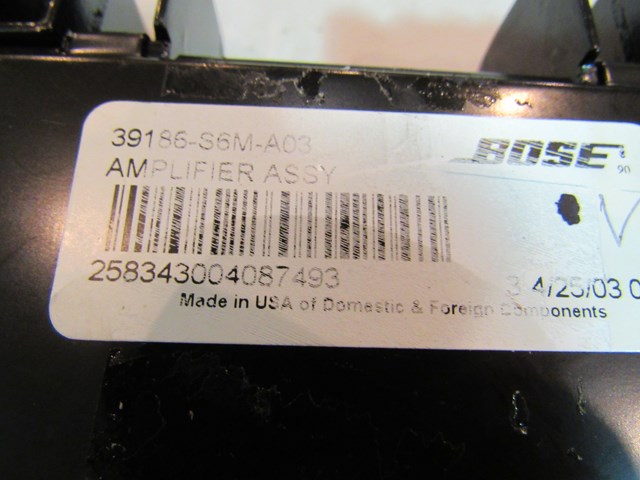 39186-S6M-A03
BOSE
AMPLIFIER ASSY
90
258343004087493
3 4/25/03 0
Made in USA of Domestic & Foreign Components